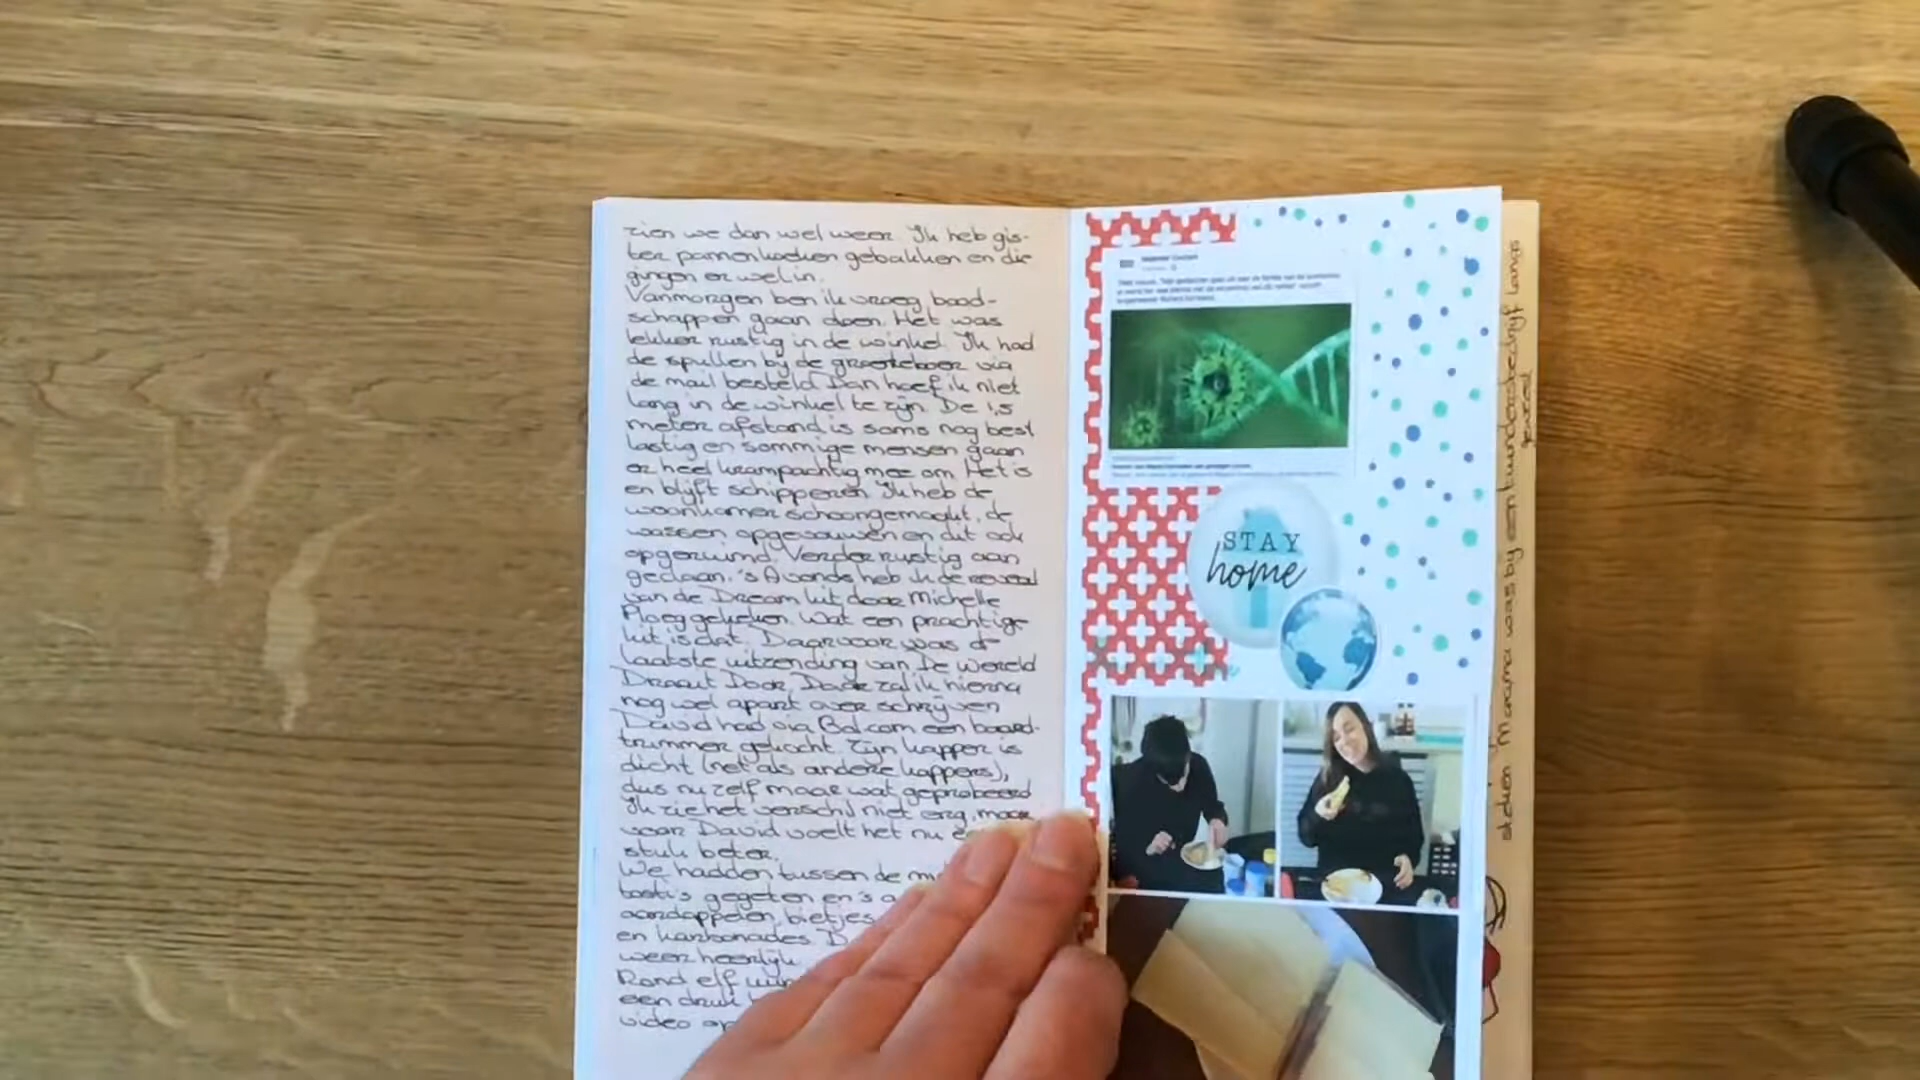 zien we dan wel weer. Ik heb gis-
ter pannenkoeken gebakken en die
gingen er wel in.
Vanmorgen ben ik vroeg bood-
schappen gaan doen. Het was
lekker rustig in de winkel. Ik had
de spullen bij de groenteboer via
de mail besteld. Dan hoef ik niet
lang in de winkel te zijn. De 1,5
meter afstand is soms nog best
lastig en sommige mensen gaan
er heel krampachtig mee om. Het is
en blijft schipperen. Ik heb de
woonkamer schoongemaakt, de
wassen opgevouwen en dit ook
opgeruimd. Verder rustig aan
gedaan. 's Avonds heb ik de reveal
van de Dream kit door Michelle
Ploeg gekeken. Wat een prachtige
kit is dat. Daarvoor was de
laatste uitzending van De Wereld
Draait Door. Daar zal ik hierna
nog wel apart over schrijven
David had via Bol.com een baard-
trimmer gekocht. Zijn kapper is
dicht (net als andere kappers),
dus nu zelf maar wat geprobeerd
Ik zie het verschil niet erg, maar
voor David voelt het nu
stuk beter.
We hadden tussen de
tosti's gegeten en 's
aardappelen, bietjes
en karbonades.
weer heerlijk
Rond elf
een druk
video op
STAY
home
mama was bij een tuinbedrijf langs